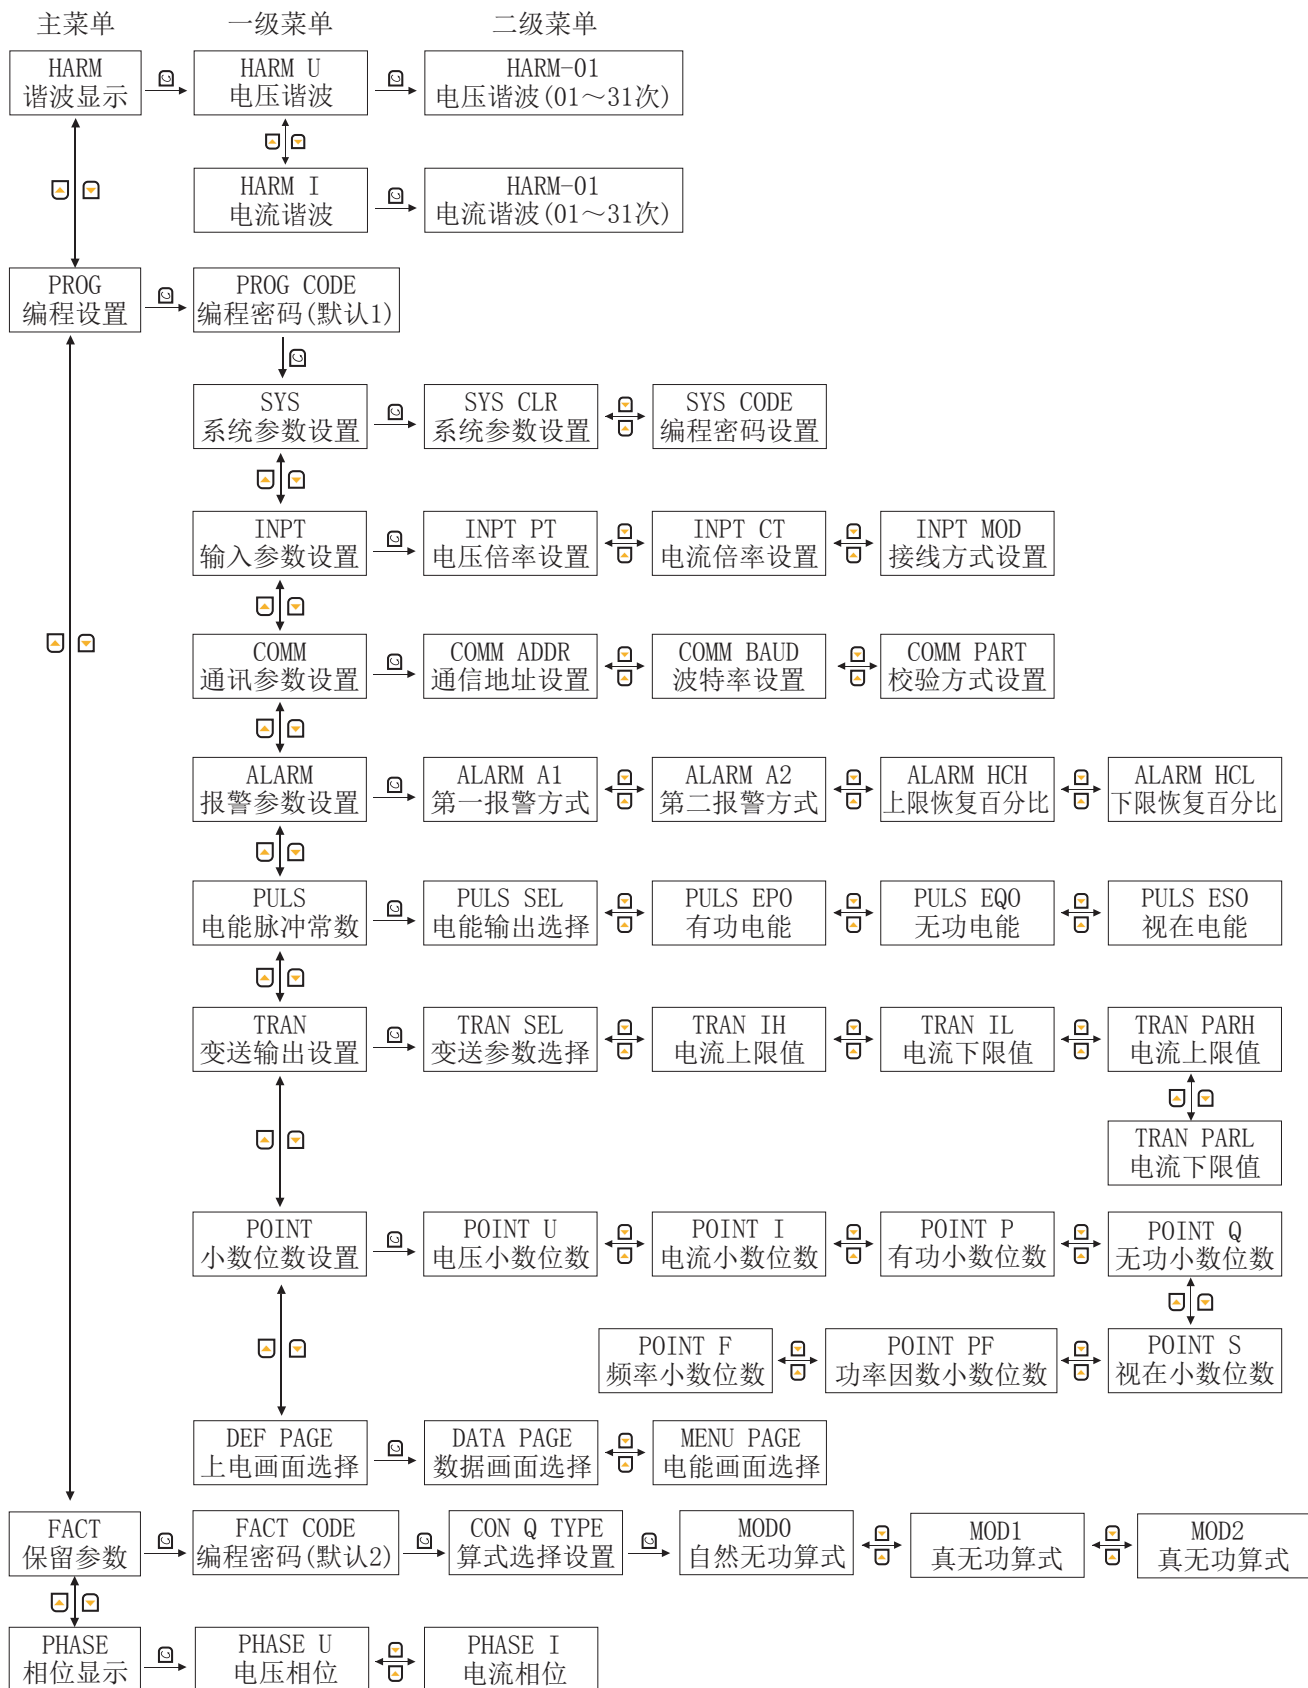 主菜单 一级菜单 二级菜单
HARM
谐波显示
HARM U
电压谐波
HARM-01
电压谐波(01～31次)
HARM I
电流谐波
HARM-01
电流谐波(01～31次)
PROG
编程设置
PROG CODE
编程密码(默认1)
SYS
系统参数设置
SYS CLR
系统参数设置
SYS CODE
编程密码设置
INPT
输入参数设置
INPT PT
电压倍率设置
INPT CT
电流倍率设置
INPT MOD
接线方式设置
COMM
通讯参数设置
COMM ADDR
通信地址设置
COMM BAUD
波特率设置
COMM PART
校验方式设置
ALARM
报警参数设置
ALARM A1
第一报警方式
ALARM A2
第二报警方式
ALARM HCH
上限恢复百分比
ALARM HCL
下限恢复百分比
PULS
电能脉冲常数
PULS SEL
电能输出选择
PULS EPO
有功电能
PULS EQO
无功电能
PULS ESO
视在电能
TRAN
变送输出设置
TRAN SEL
变送参数选择
TRAN IH
电流上限值
TRAN IL
电流下限值
TRAN PARH
电流上限值
TRAN PARL
电流下限值
POINT
小数位数设置
POINT U
电压小数位数
POINT I
电流小数位数
POINT P
有功小数位数
POINT Q
无功小数位数
POINT F
频率小数位数
POINT PF
功率因数小数位数
POINT S
视在小数位数
DEF PAGE
上电画面选择
DATA PAGE
数据画面选择
MENU PAGE
电能画面选择
FACT
保留参数
FACT CODE
编程密码(默认2)
CON Q TYPE
算式选择设置
MOD0
自然无功算式
MOD1
真无功算式
MOD2
真无功算式
PHASE
相位显示
PHASE U
电压相位
PHASE I
电流相位